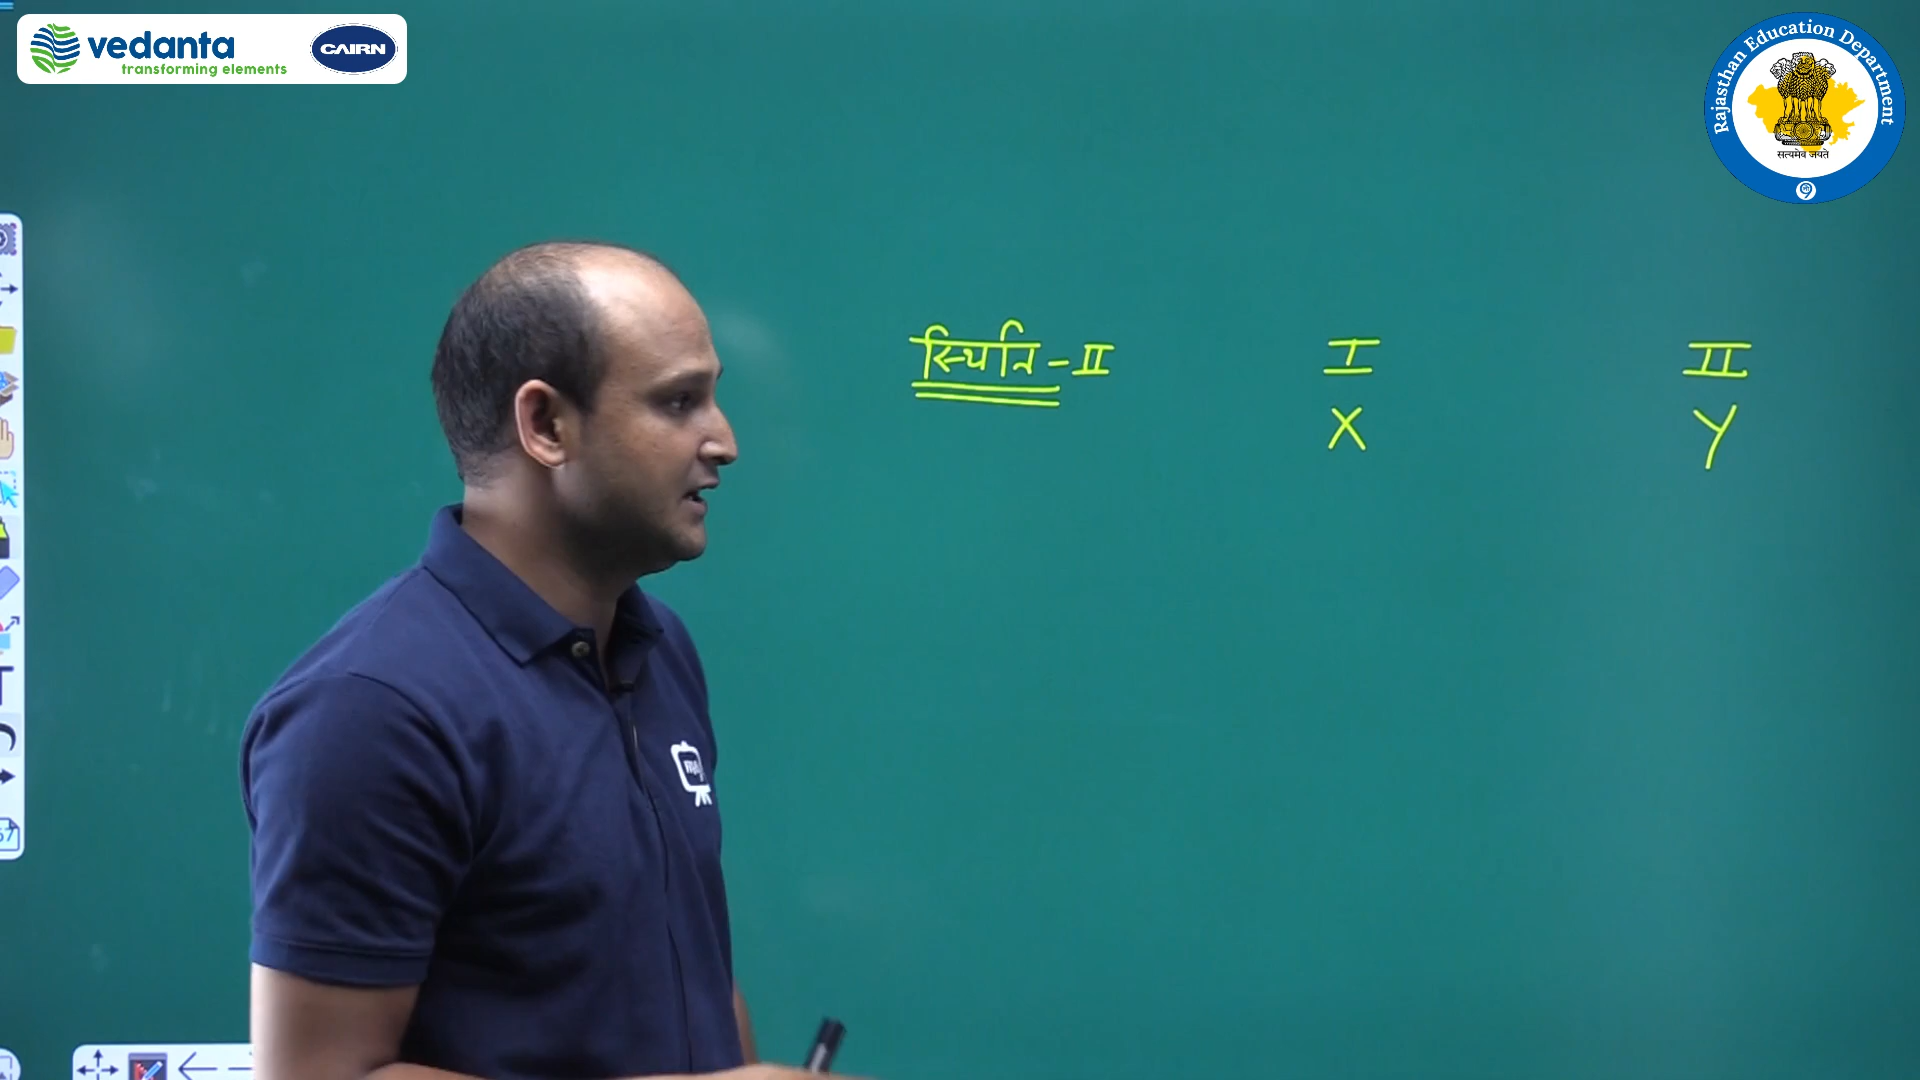 vedanta
transforming elements
CAIRN
Rajasthan Education Department
सत्यमेव जयते
स्थिति - II I II
X Y